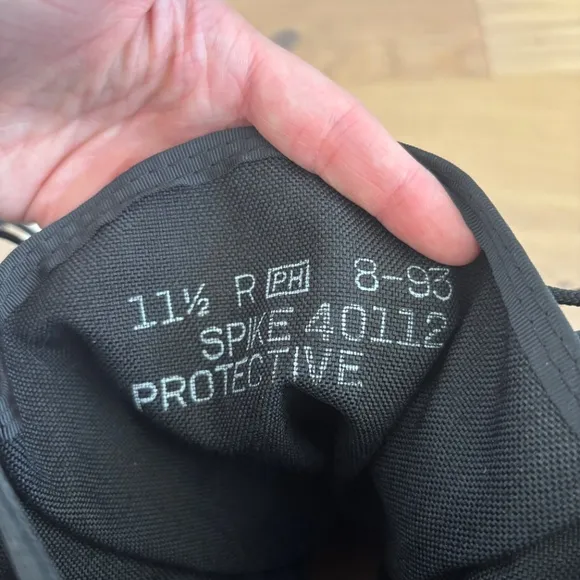 11½ R PH 8-93
SPIKE 40112
PROTECTIVE